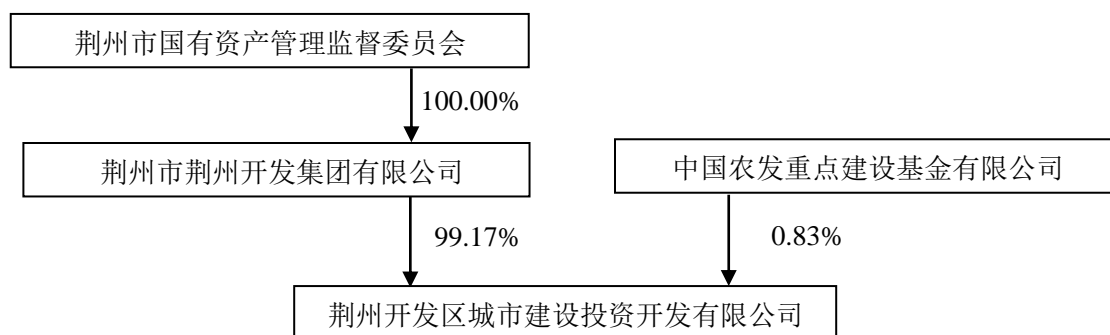 荆州市国有资产管理监督委员会
100.00%
荆州市荆州开发集团有限公司
中国农发重点建设基金有限公司
99.17%
0.83%
荆州开发区城市建设投资开发有限公司